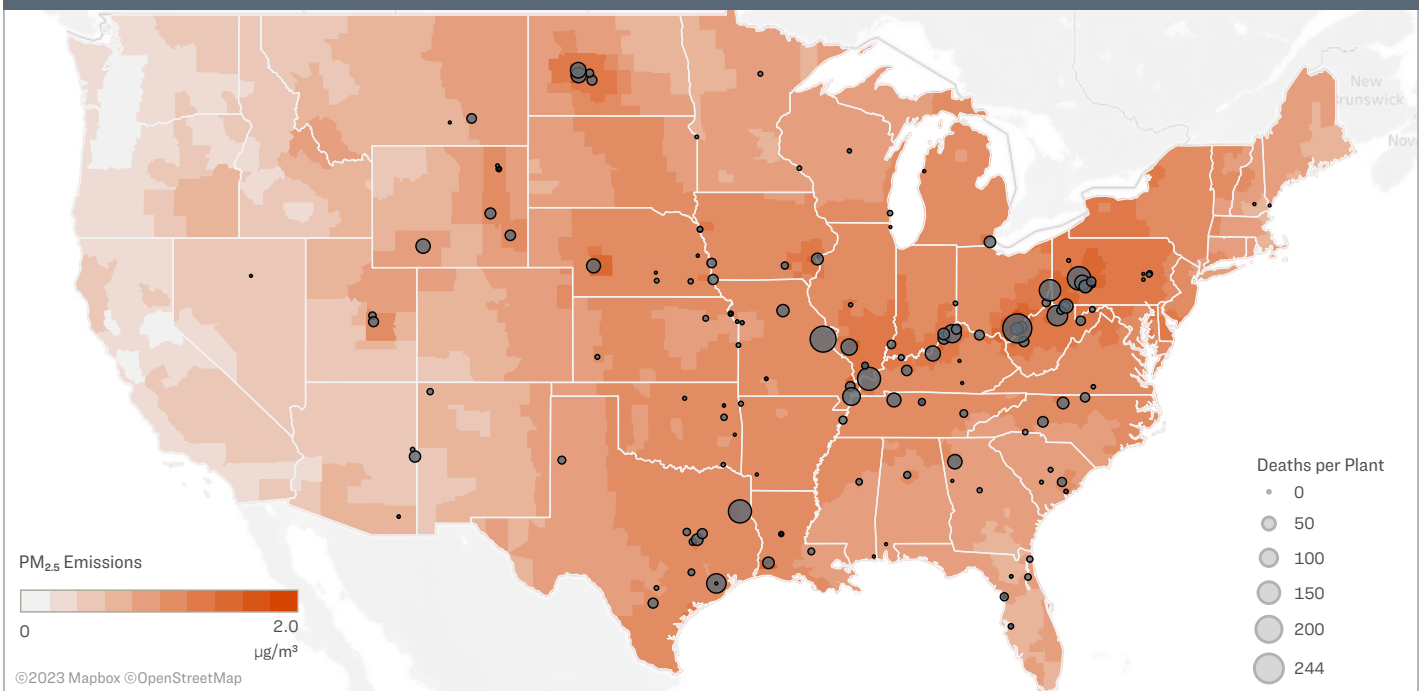 New
Brunswick
Nov
Deaths per Plant
0
50
100
150
200
244
PM₂.₅ Emissions
0
2.0
µg/m³
©2023 Mapbox ©OpenStreetMap